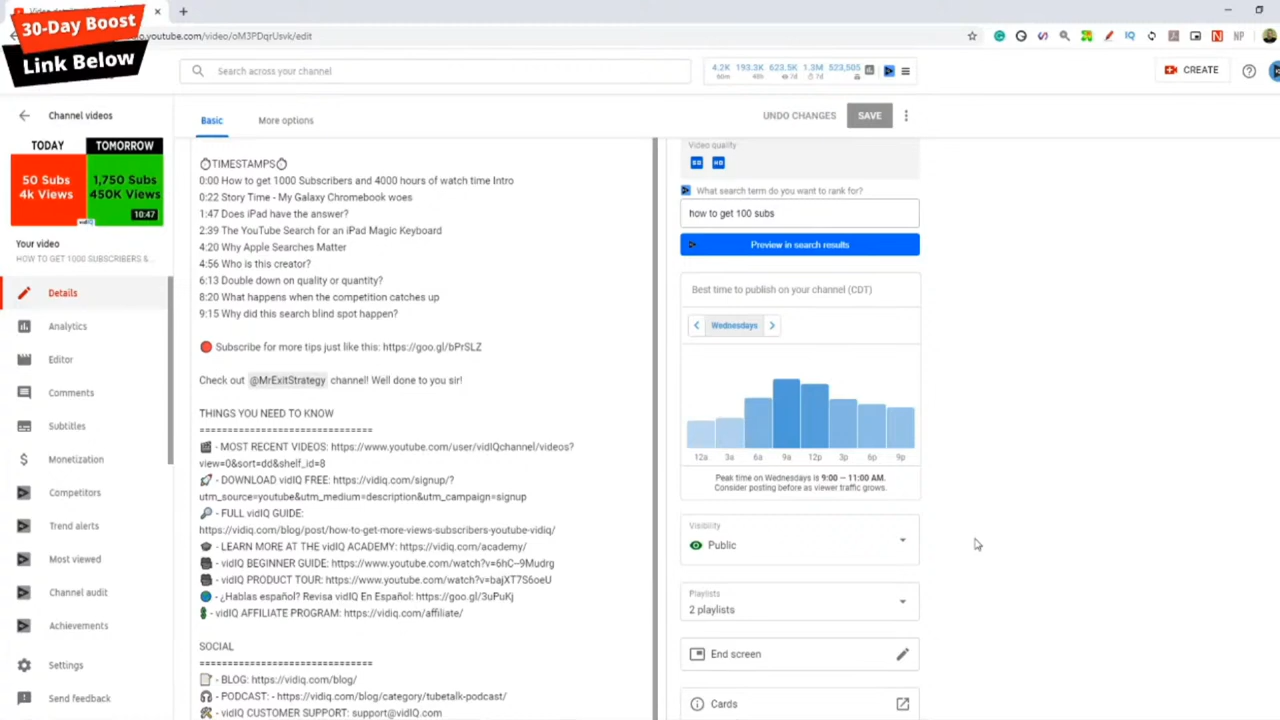 30-Day Boost
Link Below
.youtube.com/video/oM3PDqrUsvk/edit
NP
Search across your channel
4.2K 193.3K 623.5K 1.3M 523,505
60m 48h 7d 7d
CREATE
Channel videos
Basic
More options
UNDO CHANGES
SAVE
TODAY
TOMORROW
50 Subs
4k Views
1,750 Subs
450K Views
10:47
vidIQ
Your video
HOW TO GET 1000 SUBSCRIBERS & ...
Details
Analytics
Editor
Comments
Subtitles
Monetization
Competitors
Trend alerts
Most viewed
Channel audit
Achievements
Settings
Send feedback
⏱TIMESTAMPS⏱
0:00 How to get 1000 Subscribers and 4000 hours of watch time Intro
0:22 Story Time - My Galaxy Chromebook woes
1:47 Does iPad have the answer?
2:39 The YouTube Search for an iPad Magic Keyboard
4:20 Why Apple Searches Matter
4:56 Who is this creator?
6:13 Double down on quality or quantity?
8:20 What happens when the competition catches up
9:15 Why did this search blind spot happen?
🔴 Subscribe for more tips just like this: https://goo.gl/bPrSLZ
Check out @MrExitStrategy channel! Well done to you sir!
THINGS YOU NEED TO KNOW
=============================
🎬 - MOST RECENT VIDEOS: https://www.youtube.com/user/vidIQchannel/videos?
view=0&sort=dd&shelf_id=8
🚀 - DOWNLOAD vidIQ FREE: https://vidiq.com/signup/?
utm_source=youtube&utm_medium=description&utm_campaign=signup
🔎 - FULL vidIQ GUIDE:
https://vidiq.com/blog/post/how-to-get-more-views-subscribers-youtube-vidiq/
🎓 - LEARN MORE AT THE vidIQ ACADEMY: https://vidiq.com/academy/
- vidIQ BEGINNER GUIDE: https://www.youtube.com/watch?v=6hC--9Mudrg
- vidIQ PRODUCT TOUR: https://www.youtube.com/watch?v=bajXT7S6oeU
- ¿Hablas español? Revisa vidIQ En Español: https://goo.gl/3uPuKj
- vidIQ AFFILIATE PROGRAM: https://vidiq.com/affiliate/
SOCIAL
=============================
- BLOG: https://vidiq.com/blog/
🎧 - PODCAST: - https://vidiq.com/blog/category/tubetalk-podcast/
🛠 - vidIQ CUSTOMER SUPPORT: support@vidIQ.com
Video quality
SD HD
What search term do you want to rank for?
how to get 100 subs
Preview in search results
Best time to publish on your channel (CDT)
Wednesdays
12a 3a 6a 9a 12p 3p 6p 9p
Peak time on Wednesdays is 9:00 – 11:00 AM.
Consider posting before as viewer traffic grows.
Visibility
Public
Playlists
2 playlists
End screen
Cards